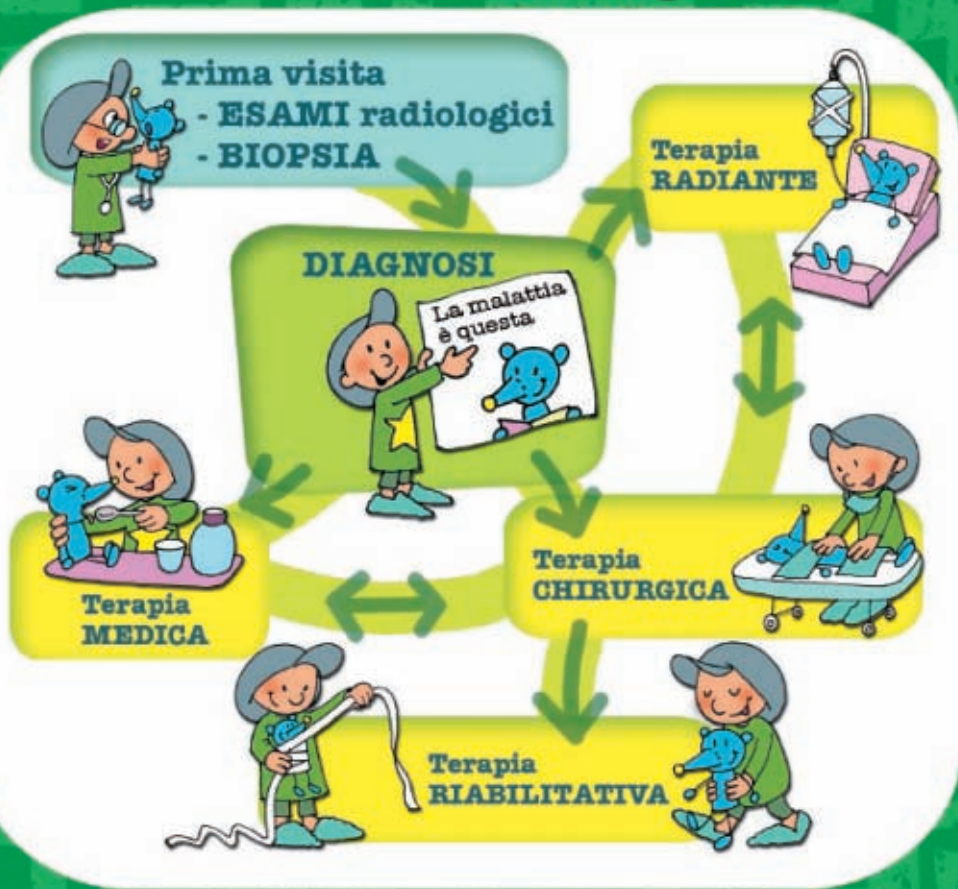 Prima visita
- ESAMI radiologici
- BIOPSIA
Terapia
RADIANTE
DIAGNOSI
La malattia
è questa
Terapia
MEDICA
Terapia
CHIRURGICA
Terapia
RIABILITATIVA